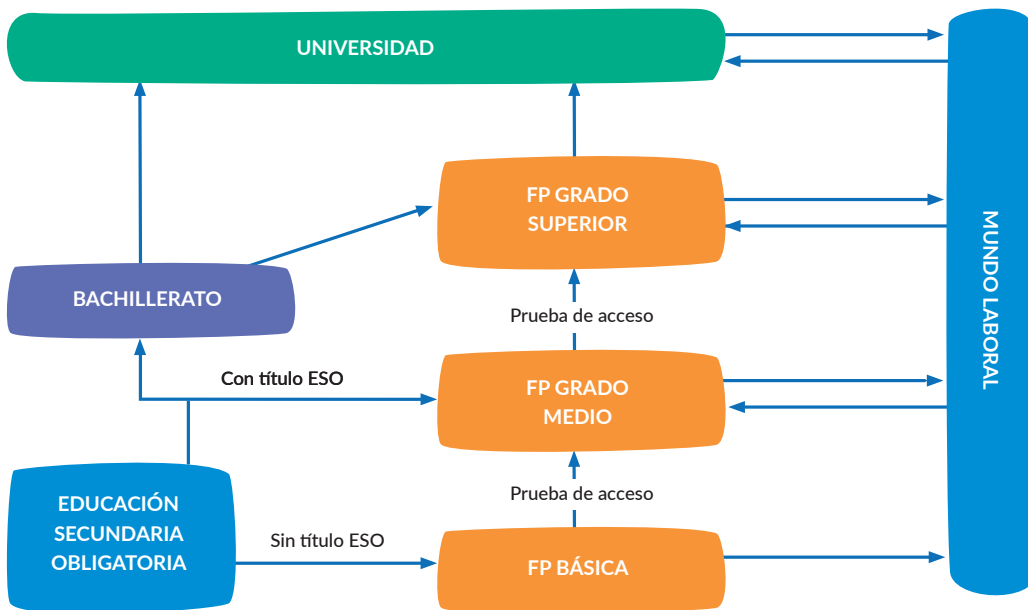 UNIVERSIDAD
FP GRADO
SUPERIOR
BACHILLERATO
Prueba de acceso
MUNDO LABORAL
Con título ESO
FP GRADO
MEDIO
Prueba de acceso
EDUCACIÓN
SECUNDARIA
OBLIGATORIA
Sin título ESO
FP BÁSICA